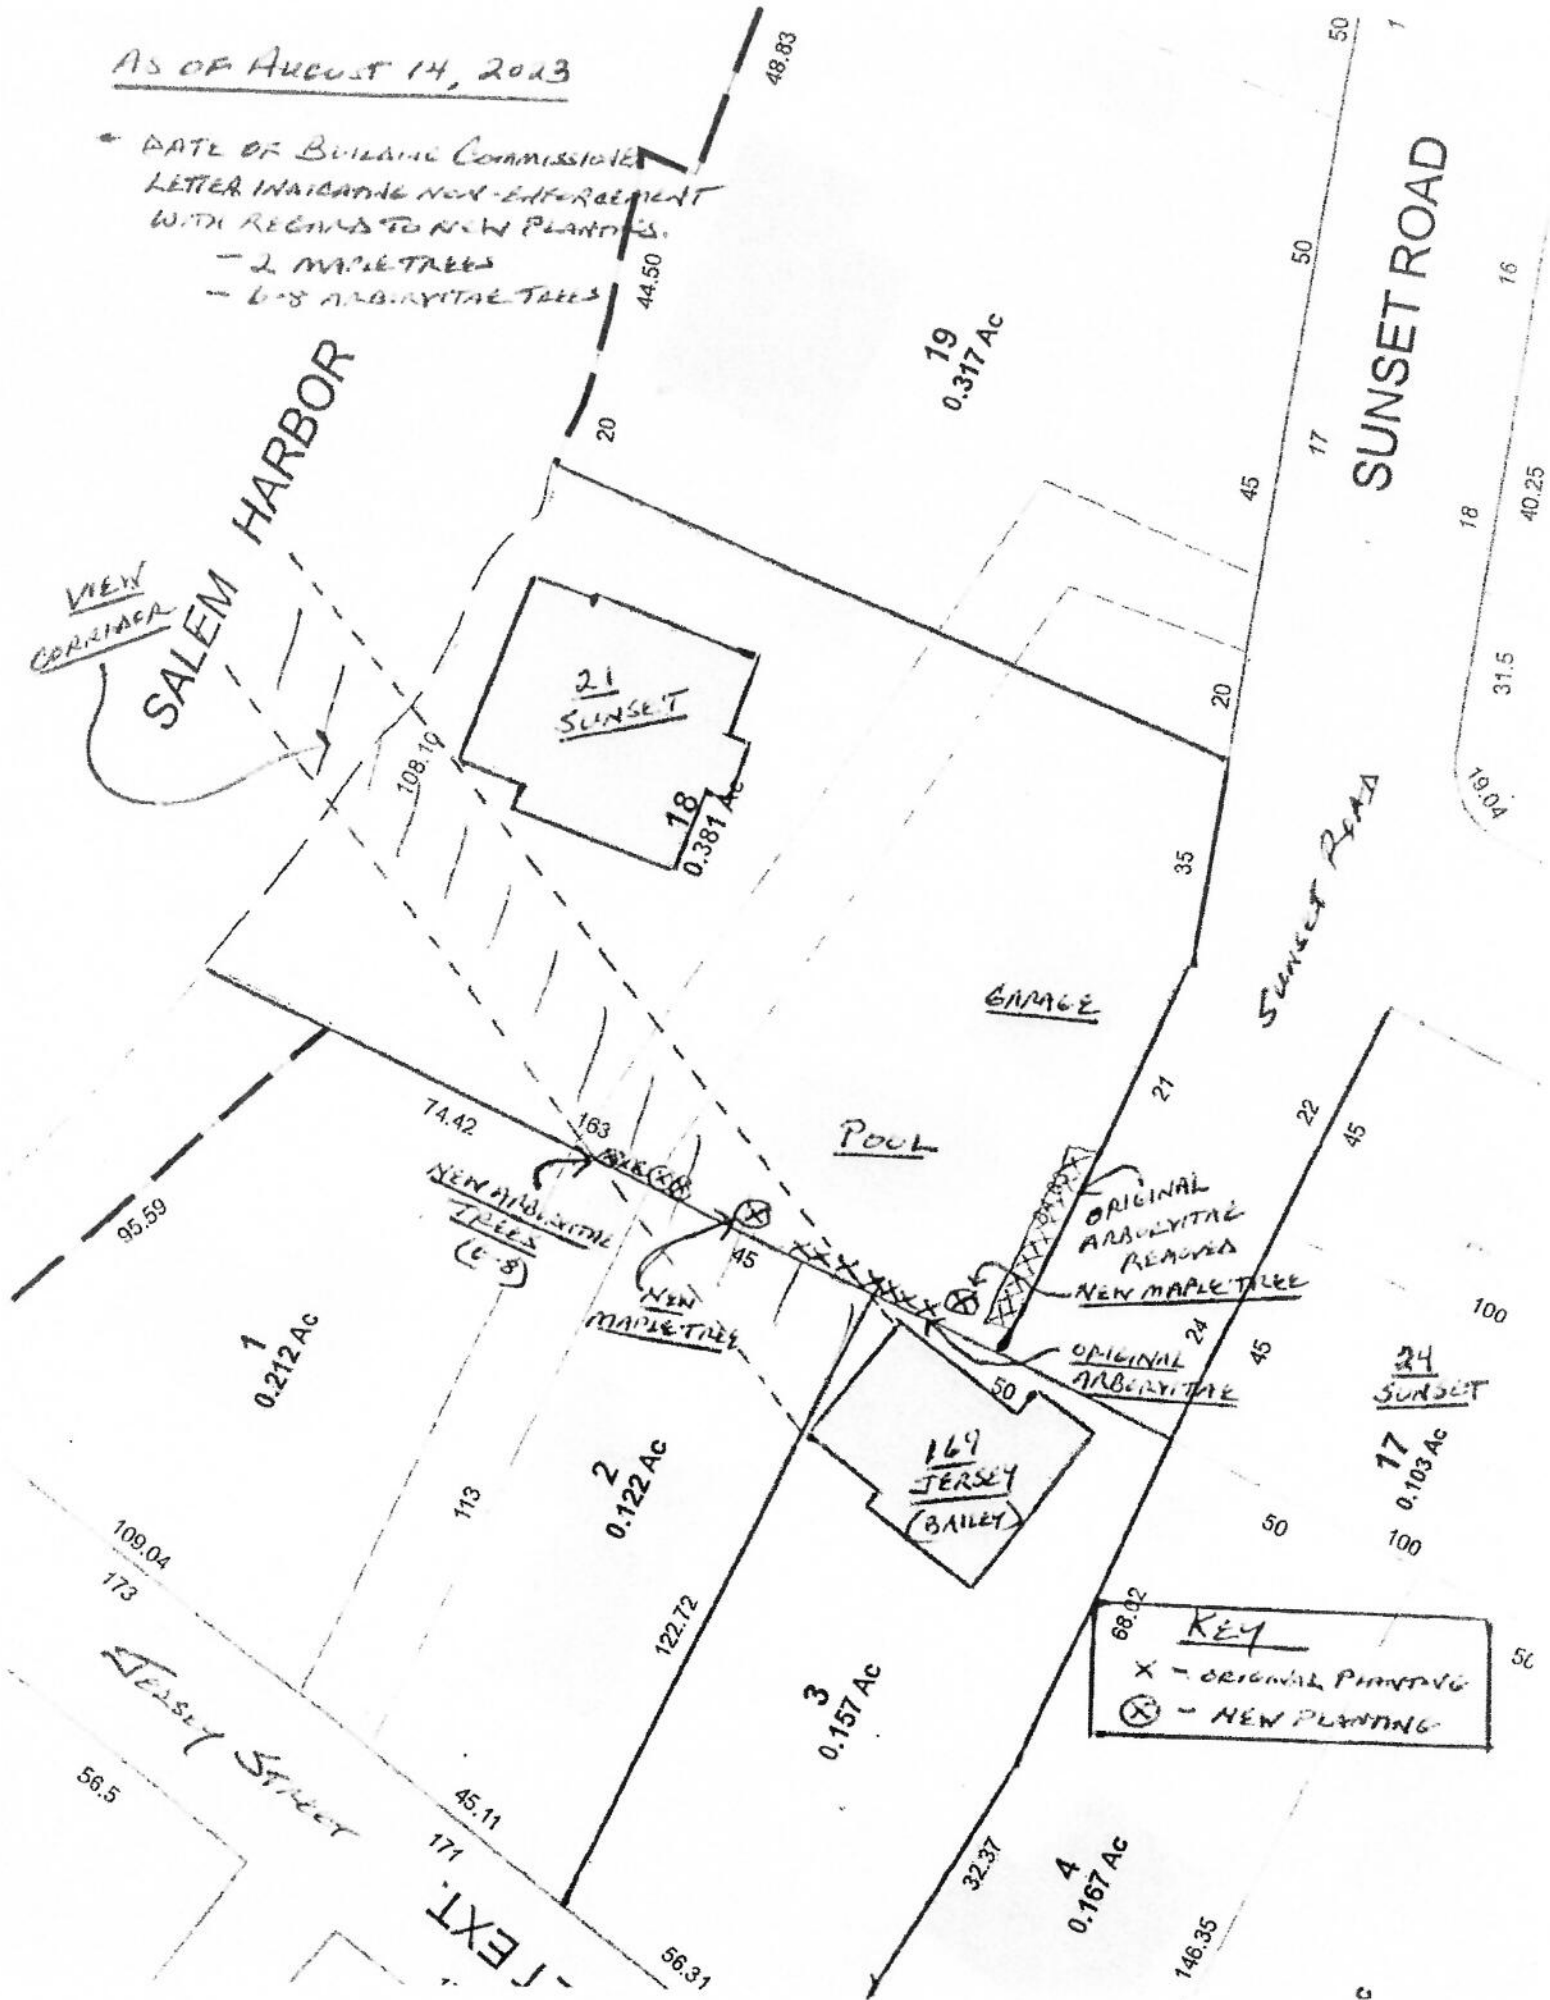 AS OF AUGUST 14, 2023
DATE OF BUILDING COMMISSIONER
LETTER INDICATING NON-ENFORCEMENT
WITH REGARD TO NEW PLANTINGS.
- 2 MAPLE TREES
- 6-8 ARBORVITAE TREES
48.83
44.50
20
19
0.317 Ac
50
1
50
SUNSET ROAD
16
17
45
18
40.25
SALEM HARBOR
VIEW
CORRIDOR
21
SUNSET
108.10
18
0.381 Ac
20
31.5
19.04
35
SUNSET ROAD
GARAGE
21
22
45
POOL
74.42
163
95.59
NEW ARBORVITAE
TREES
(6-8)
45
NEW
MAPLE TREE
84.85
ORIGINAL
ARBORVITAE
REMOVED
NEW MAPLE TREE
ORIGINAL
ARBORVITAE
24
45
100
24
SUNSET
17
0.103 Ac
50
100
50
169
JERSEY
(BAILEY)
1
0.212 Ac
2
0.122 Ac
113
109.04
173
122.72
3
0.157 Ac
68.02
KEY
X - ORIGINAL PLANTING
Ⓧ - NEW PLANTING
50
JERSEY STREET
56.5
45.11
171
EXT.
56.31
32.37
4
0.167 Ac
146.35